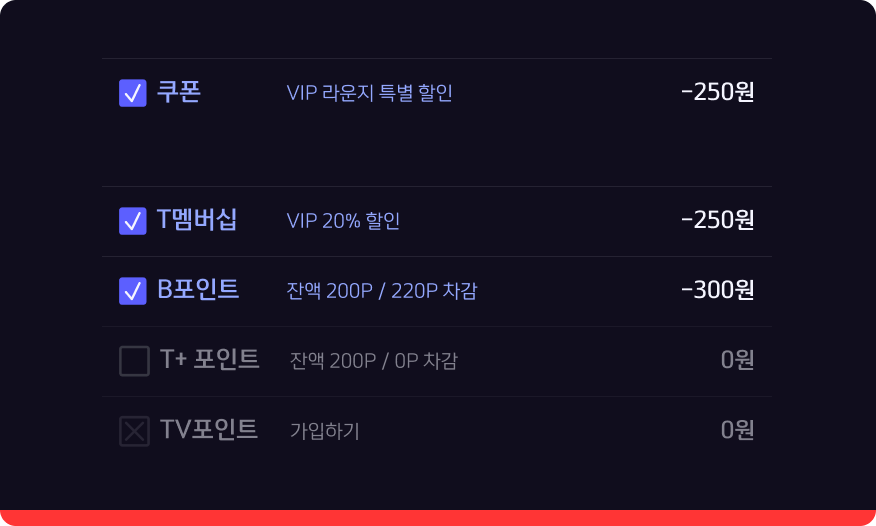 쿠폰 VIP 라운지 특별 할인 -250원
T멤버십 VIP 20% 할인 -250원
B포인트 잔액 200P / 220P 차감 -300원
T+ 포인트 잔액 200P / 0P 차감 0원
TV포인트 가입하기 0원